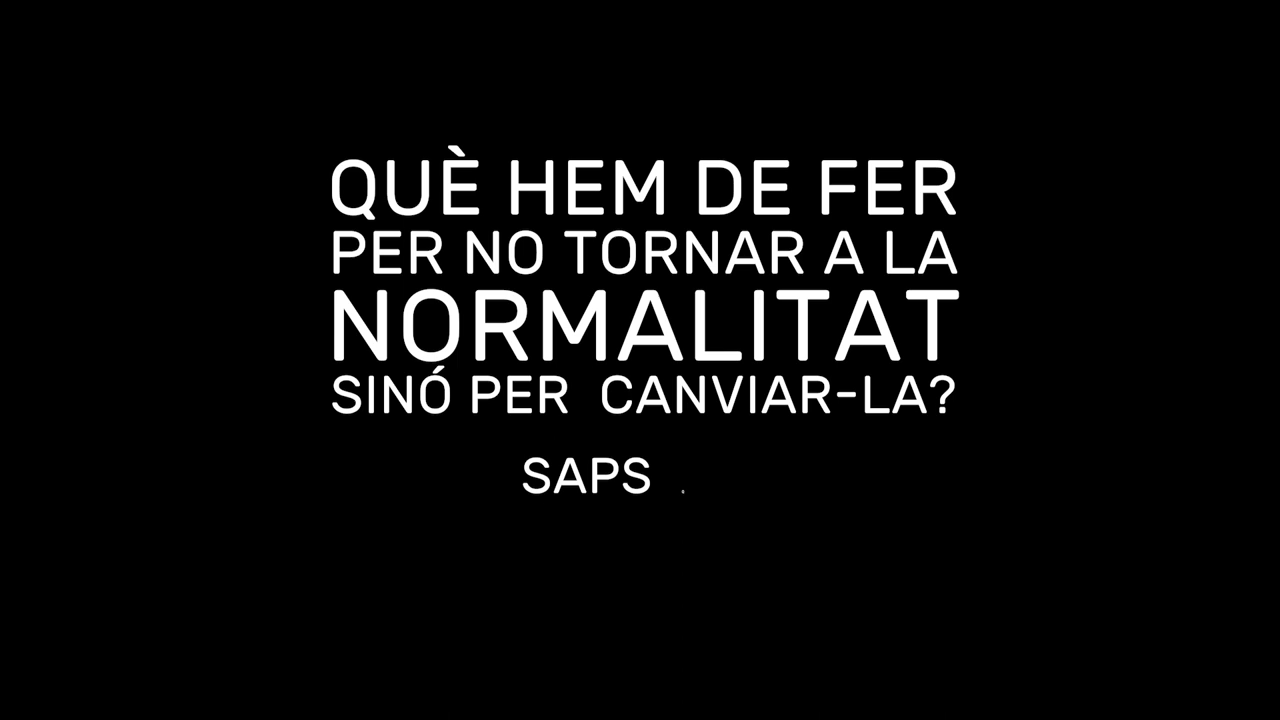 QUÈ HEM DE FER
PER NO TORNAR A LA
NORMALITAT
SINÓ PER CANVIAR-LA?
SAPS